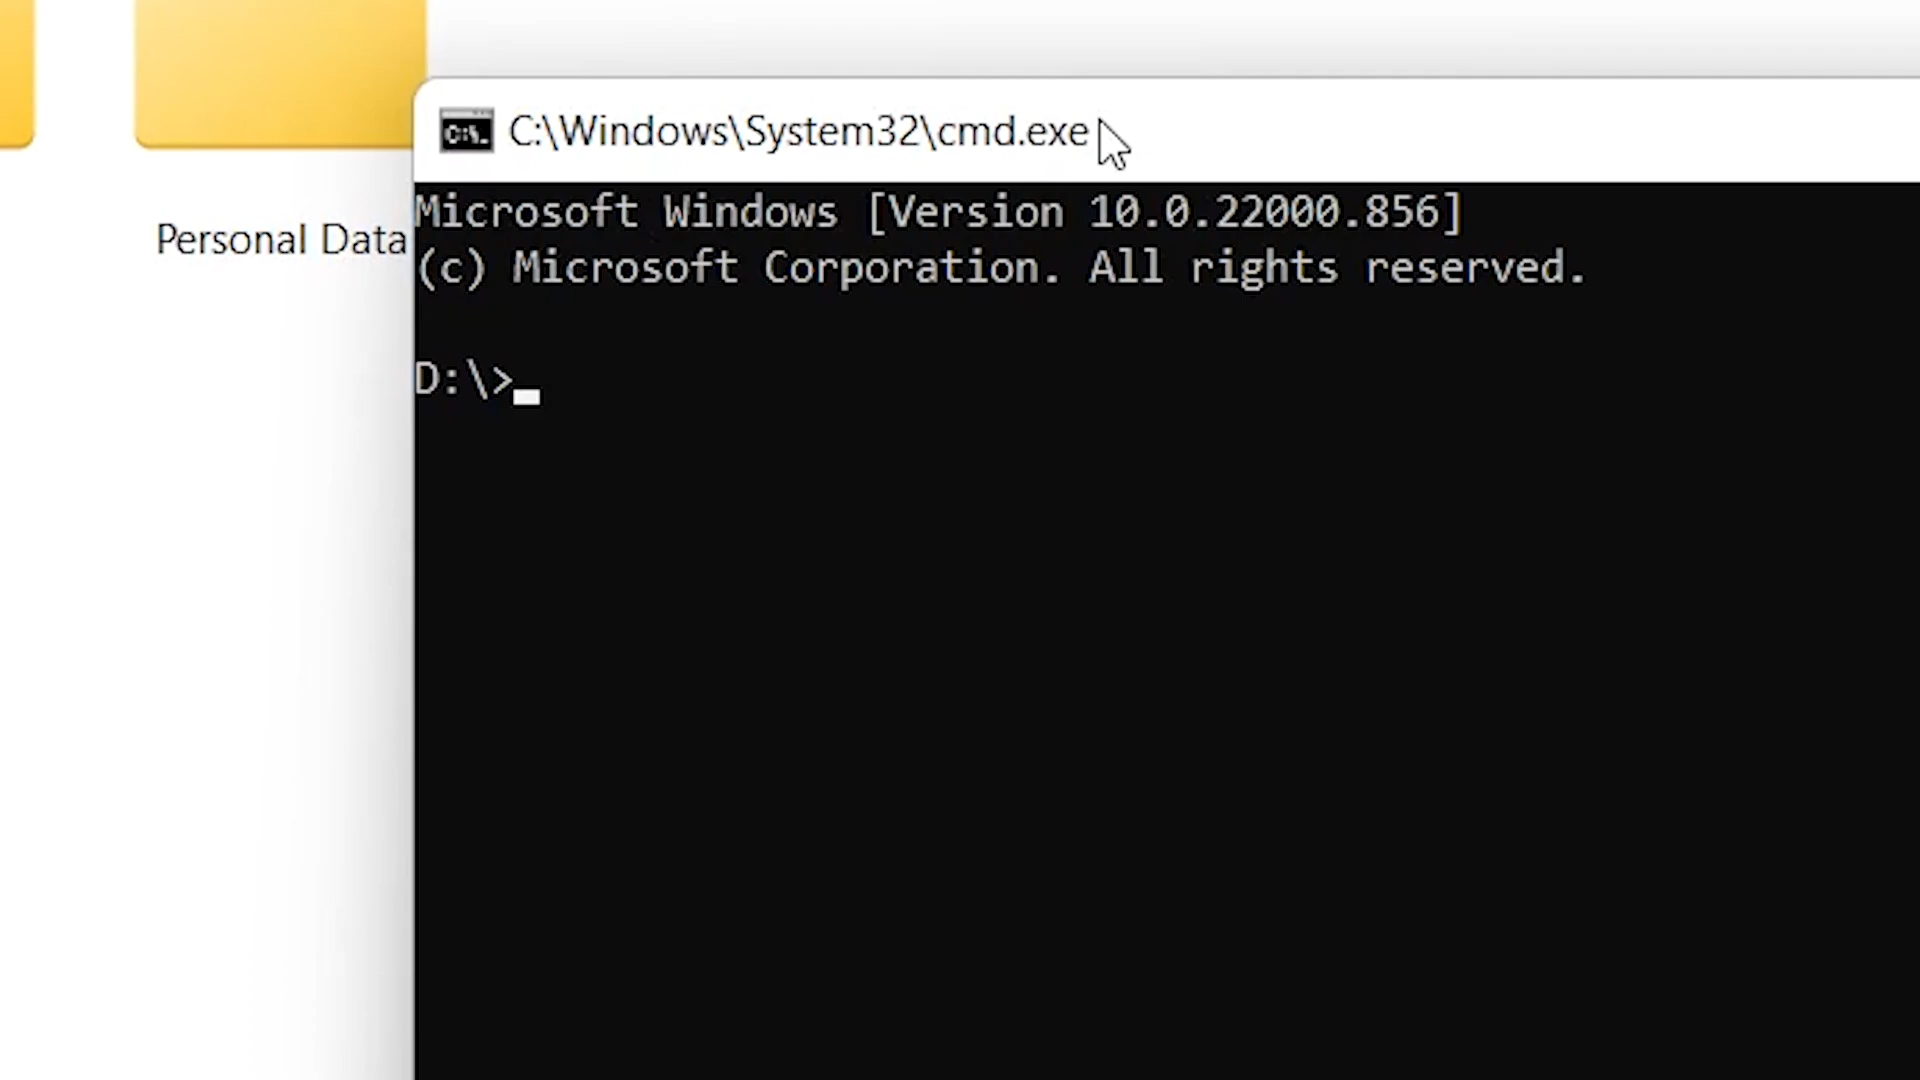 C:\Windows\System32\cmd.exe
Microsoft Windows [Version 10.0.22000.856]
(c) Microsoft Corporation. All rights reserved.
Personal Data
D:\>